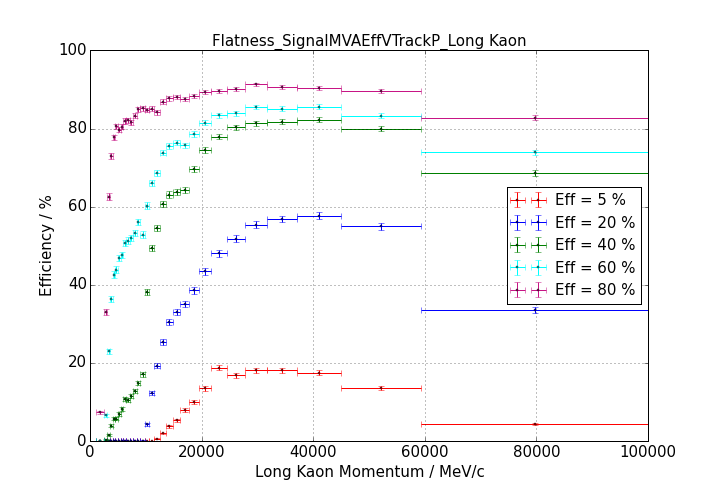 Flatness_SignalMVAEffVTrackP_Long Kaon
100
80
60
40
20
0
Efficiency / %
Eff = 5 %
Eff = 20 %
Eff = 40 %
Eff = 60 %
Eff = 80 %
0 20000 40000 60000 80000 100000
Long Kaon Momentum / MeV/c